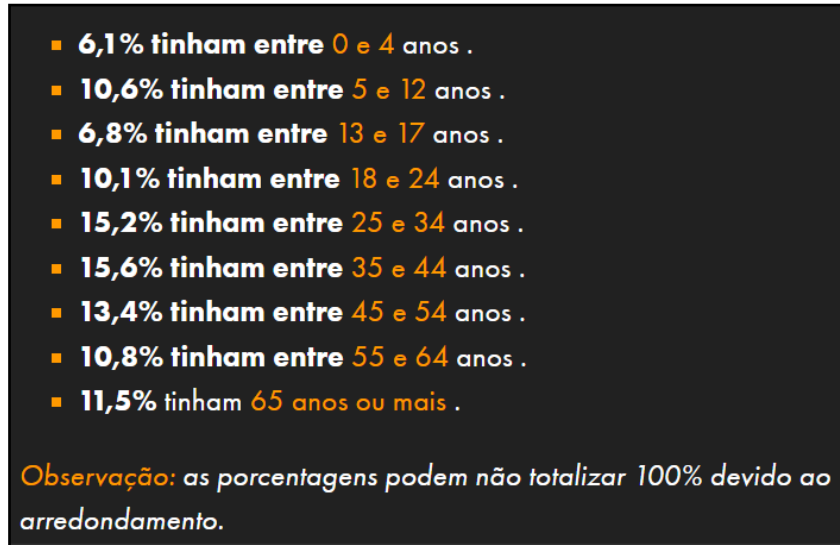 6,1% tinham entre 0 e 4 anos .
10,6% tinham entre 5 e 12 anos .
6,8% tinham entre 13 e 17 anos .
10,1% tinham entre 18 e 24 anos .
15,2% tinham entre 25 e 34 anos .
15,6% tinham entre 35 e 44 anos .
13,4% tinham entre 45 e 54 anos .
10,8% tinham entre 55 e 64 anos .
11,5% tinham 65 anos ou mais .
Observação: as porcentagens podem não totalizar 100% devido ao
arredondamento.